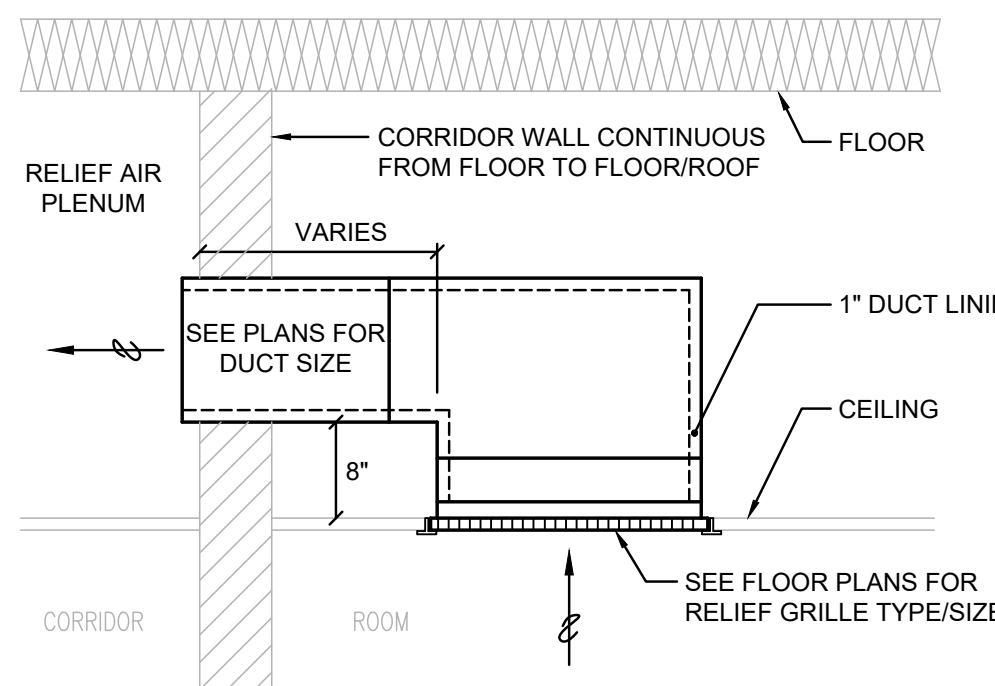 CORRIDOR WALL CONTINUOUS
FROM FLOOR TO FLOOR/ROOF
FLOOR
RELIEF AIR
PLENUM
VARIES
1" DUCT
SEE PLANS FOR
DUCT SIZE
CEILING
8"
SEE FLOOR PLANS FOR
RELIEF GRILLE TYPE/SIZE
CORRIDOR
ROOM